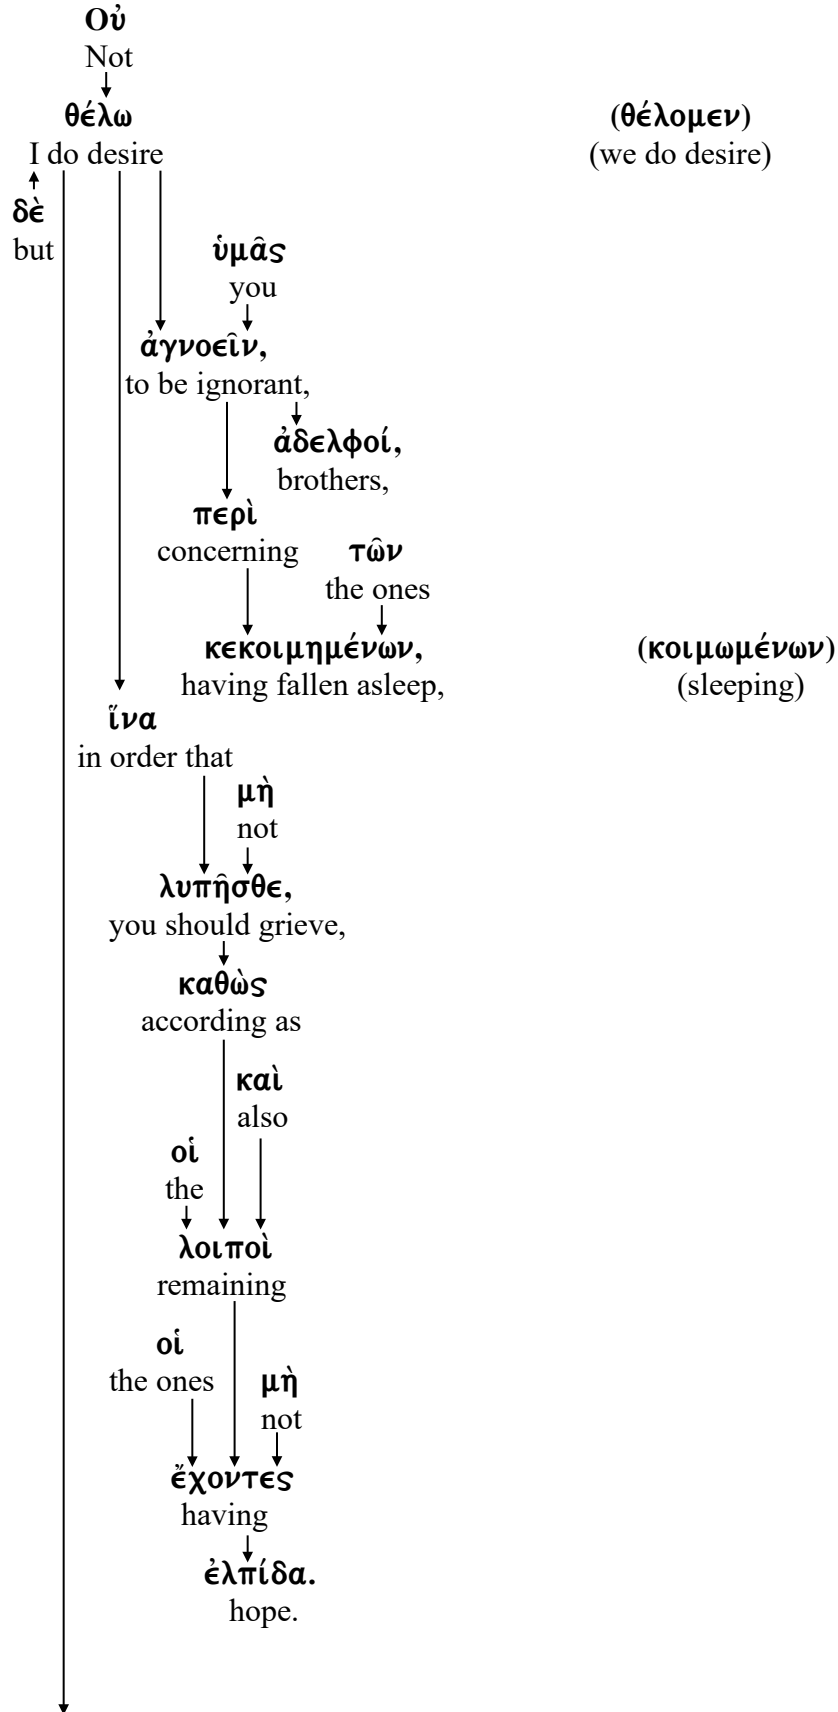 Οὐ
Not
θέλω (θέλομεν)
I do desire (we do desire)
δὲ
but
ὑμᾶς
you
ἀγνοεῖν,
to be ignorant,
ἀδελφοί,
brothers,
περὶ
concerning
τῶν
the ones
κεκοιμημένων, (κοιμωμένων)
having fallen asleep, (sleeping)
ἵνα
in order that
μὴ
not
λυπῆσθε,
you should grieve,
καθὼς
according as
καὶ
also
οἱ
the
λοιποὶ
remaining
οἱ
the ones
μὴ
not
ἔχοντες
having
ἐλπίδα.
hope.